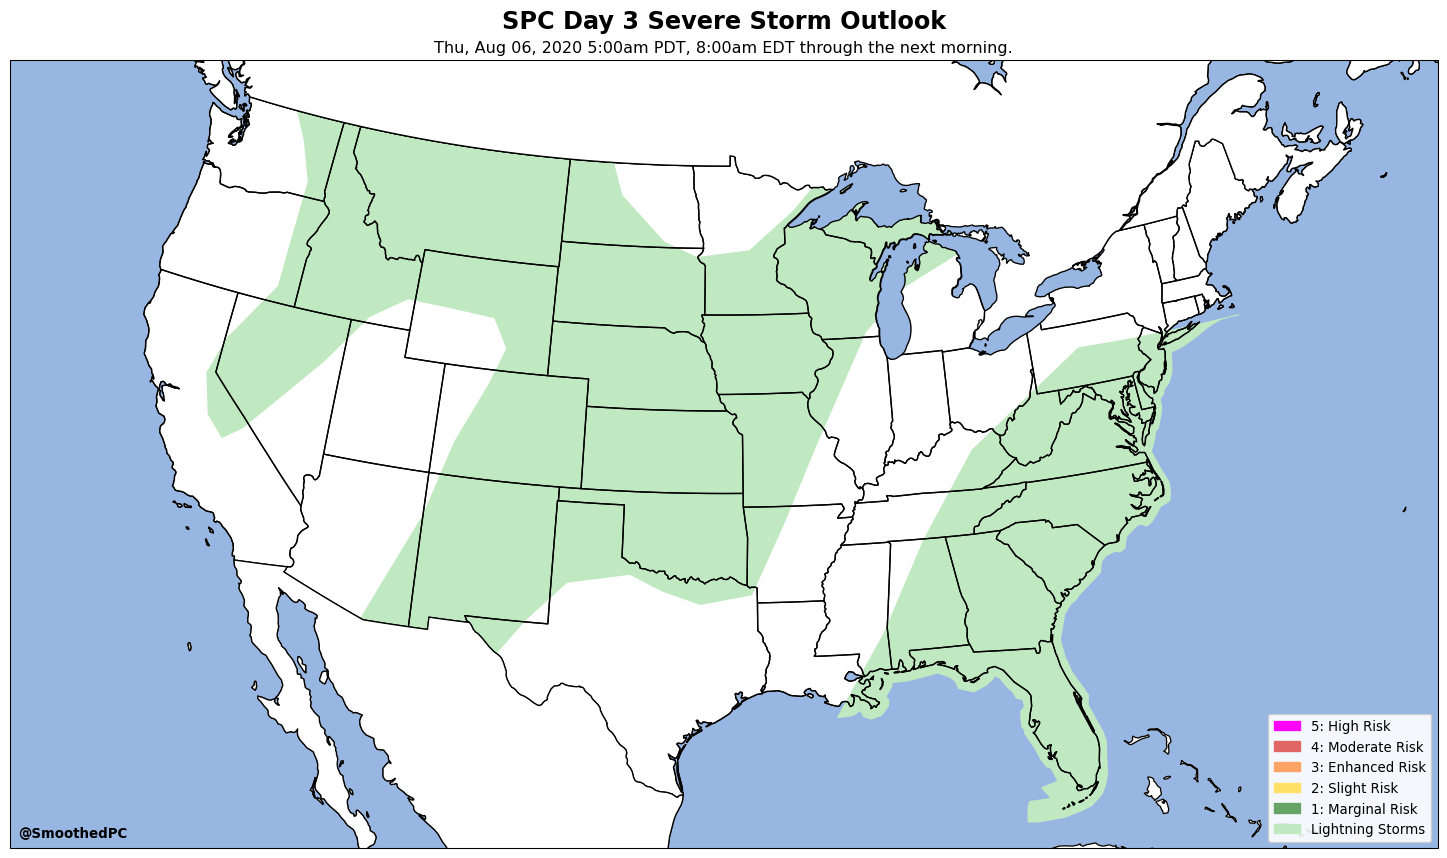 SPC Day 3 Severe Storm Outlook
Thu, Aug 06, 2020 5:00am PDT, 8:00am EDT through the next morning.
5: High Risk
4: Moderate Risk
3: Enhanced Risk
2: Slight Risk
1: Marginal Risk
Lightning Storms
@SmoothedPC